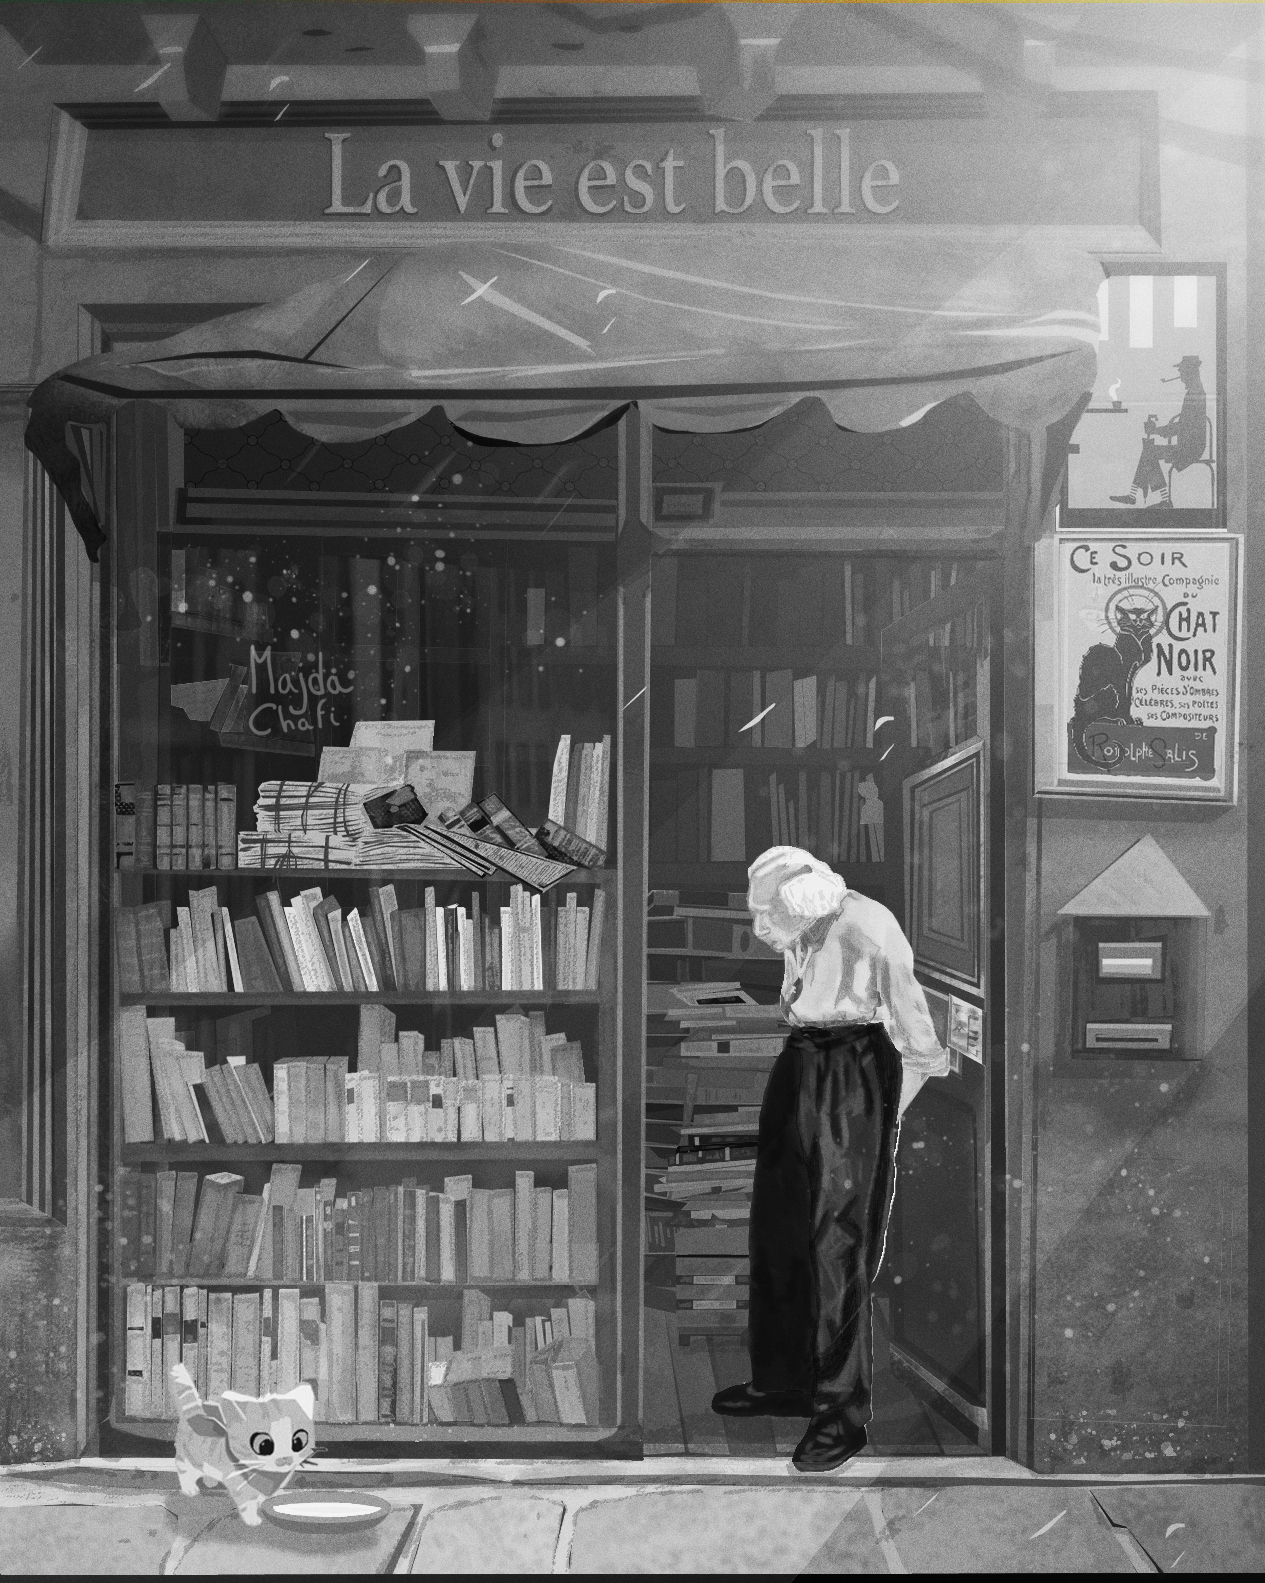 La vie est belle
CE SOIR
la très illustre Compagnie
DU
CHAT
NOIR
AVEC
ses PIÈCES D'OMBRES
CÉLÈBRES, ses POÈTES
ses COMPOSITEURS
DE
RODOLPHE SALIS
Majda
Chafi